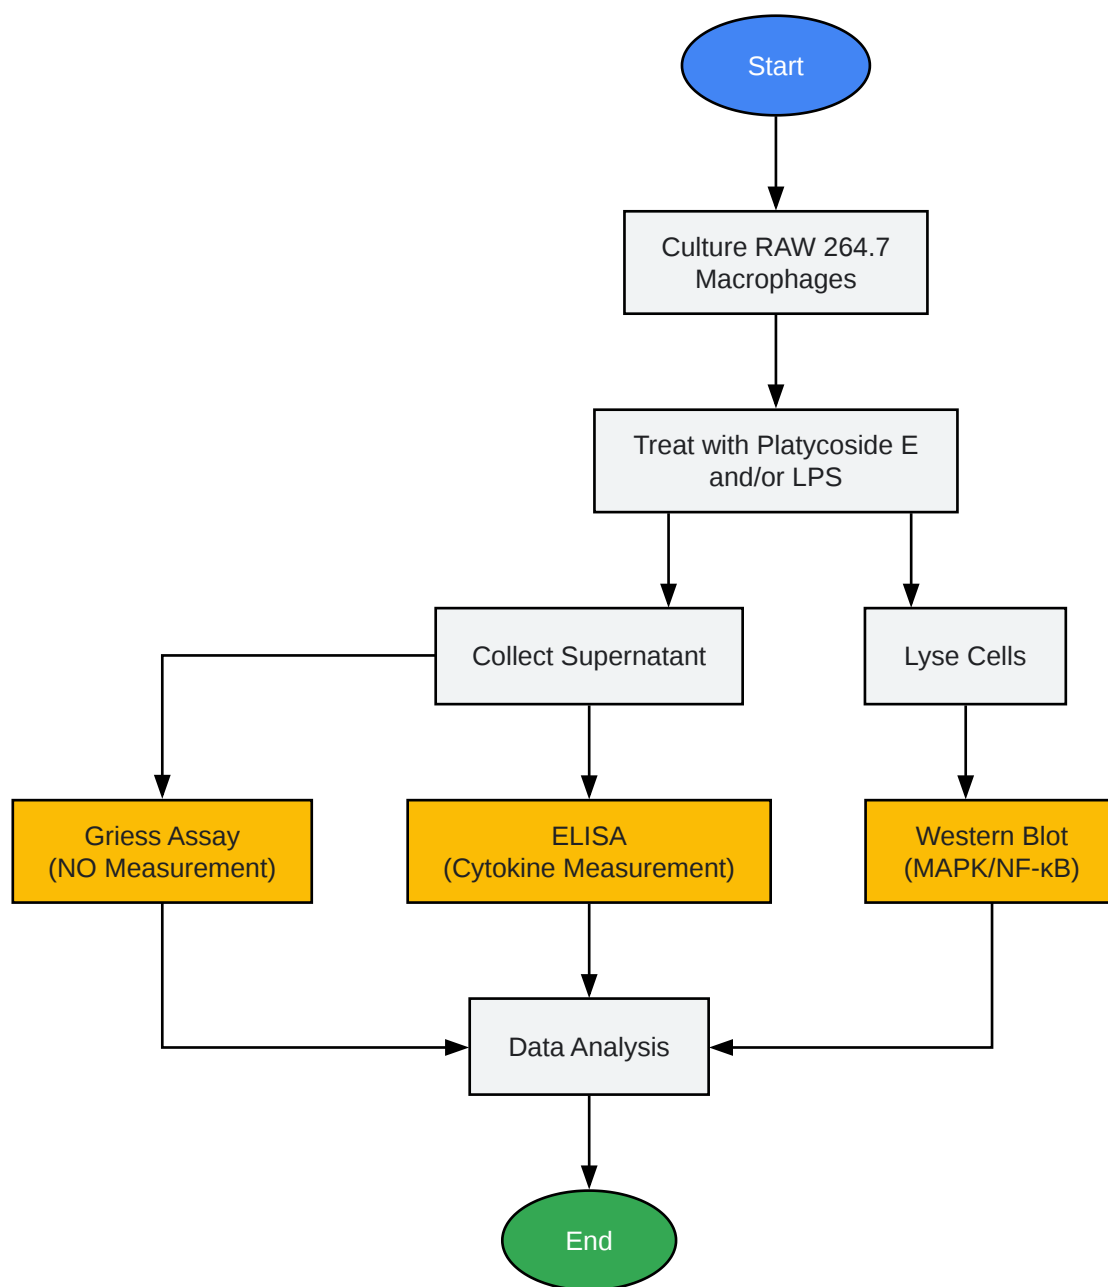 Start
Culture RAW 264.7
Macrophages
Treat with Platycoside E
and/or LPS
Collect Supernatant
Lyse Cells
Griess Assay
(NO Measurement)
ELISA
(Cytokine Measurement)
Western Blot
(MAPK/NF-κB)
Data Analysis
End